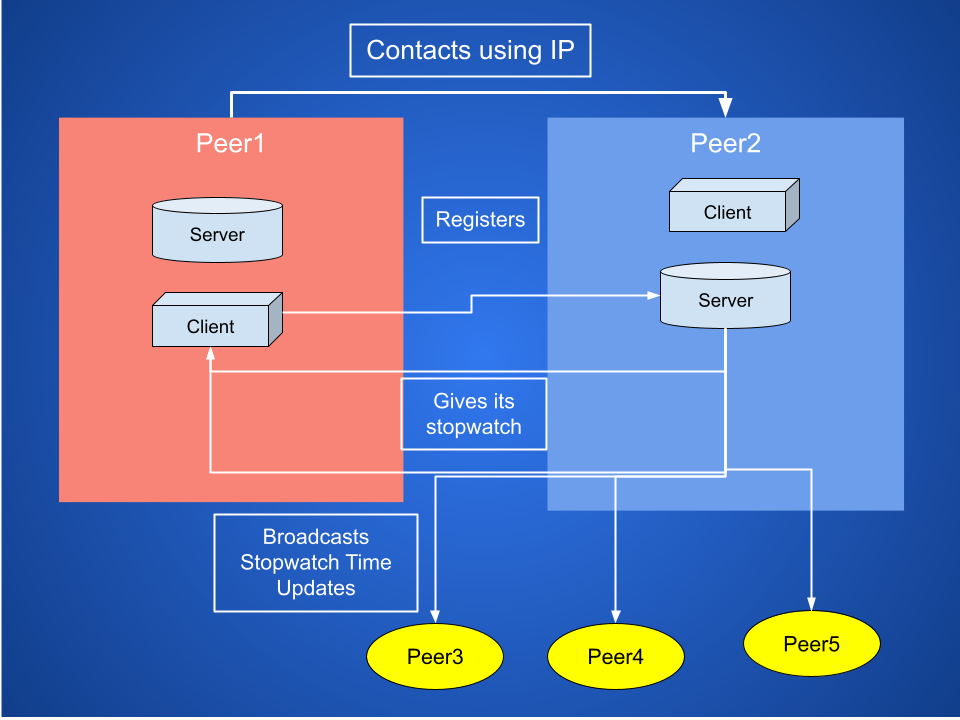 Contacts using IP
Peer1
Peer2
Server
Client
Registers
Client
Server
Gives its
stopwatch
Broadcasts
Stopwatch Time
Updates
Peer3
Peer4
Peer5